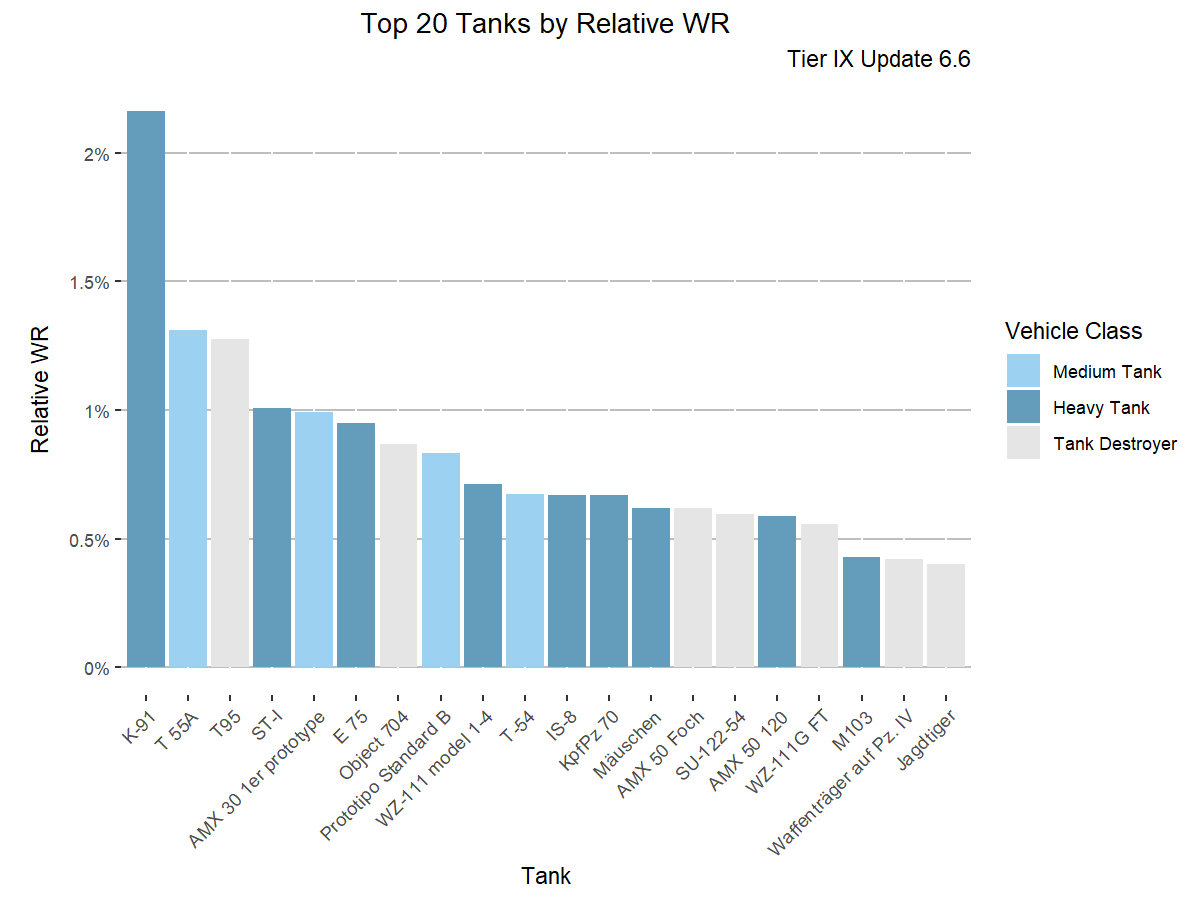 Top 20 Tanks by Relative WR
Tier IX Update 6.6
2%
1.5%
1%
0.5%
0%
Relative WR
K-91
T 55A
T95
ST-I
AMX 30 1er prototype
E 75
Object 704
Prototipo Standard B
WZ-111 model 1-4
T-54
IS-8
KpfPz 70
Mäuschen
AMX 50 Foch
SU-122-54
AMX 50 120
WZ-111G FT
M103
Waffenträger auf Pz. IV
Jagdtiger
Tank
Vehicle Class
Medium Tank
Heavy Tank
Tank Destroyer